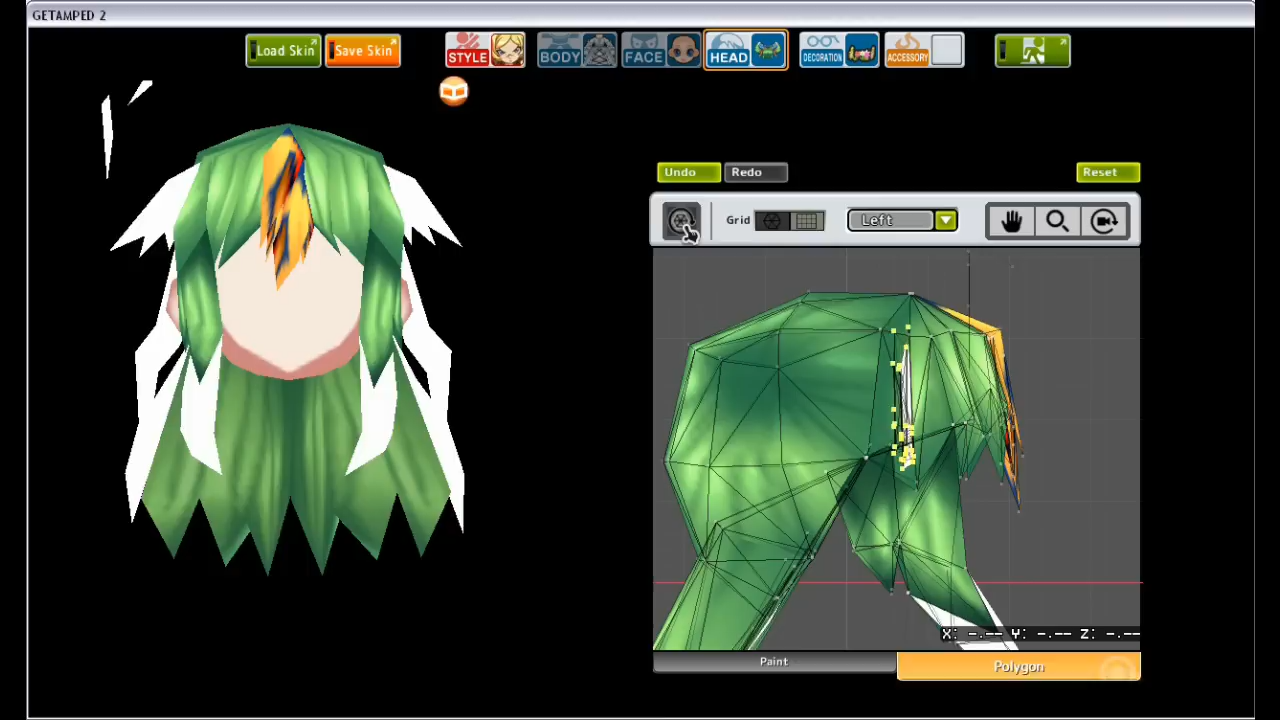 GETAMPED 2
Load Skin
Save Skin
STYLE
BODY
FACE
HEAD
DECORATION
ACCESSORY
Undo
Redo
Reset
Grid
Left
X: -.-- Y: -.-- Z: -.--
Paint
Polygon